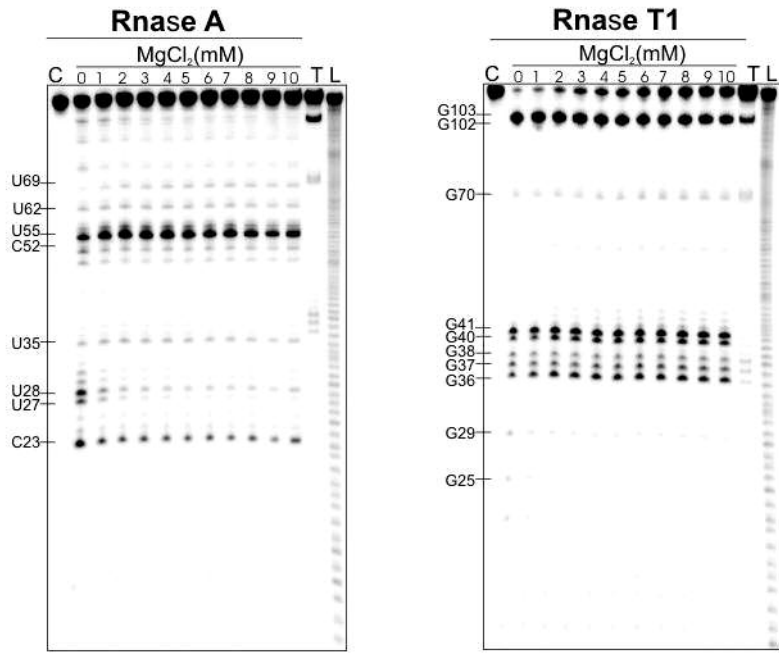 Rnase A
MgCl₂(mM)
C 0 1 2 3 4 5 6 7 8 9 10 T L
U69
U62
U55
C52
U35
U28
U27
C23
Rnase T1
MgCl₂(mM)
C 0 1 2 3 4 5 6 7 8 9 10 T L
G103
G102
G70
G41
G40
G38
G37
G36
G29
G25